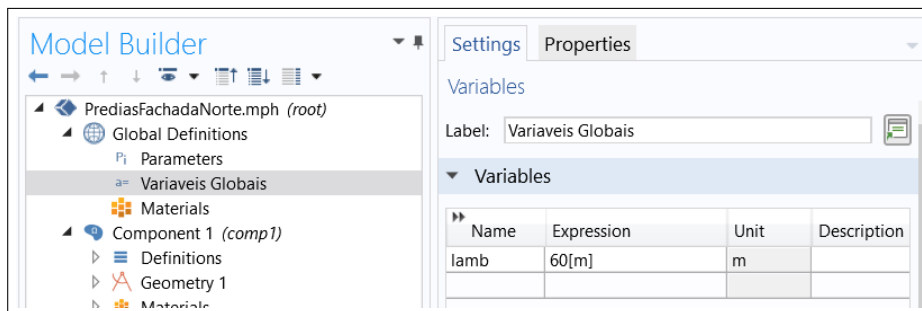 Model Builder
PrediasFachadaNorte.mph (root)
Global Definitions
Pi Parameters
a= Variaveis Globais
Materials
Component 1 (comp1)
Definitions
Geometry 1
Materials
Settings Properties
Variables
Label: Variaveis Globais
Variables
Name Expression Unit Description
lamb 60[m] m